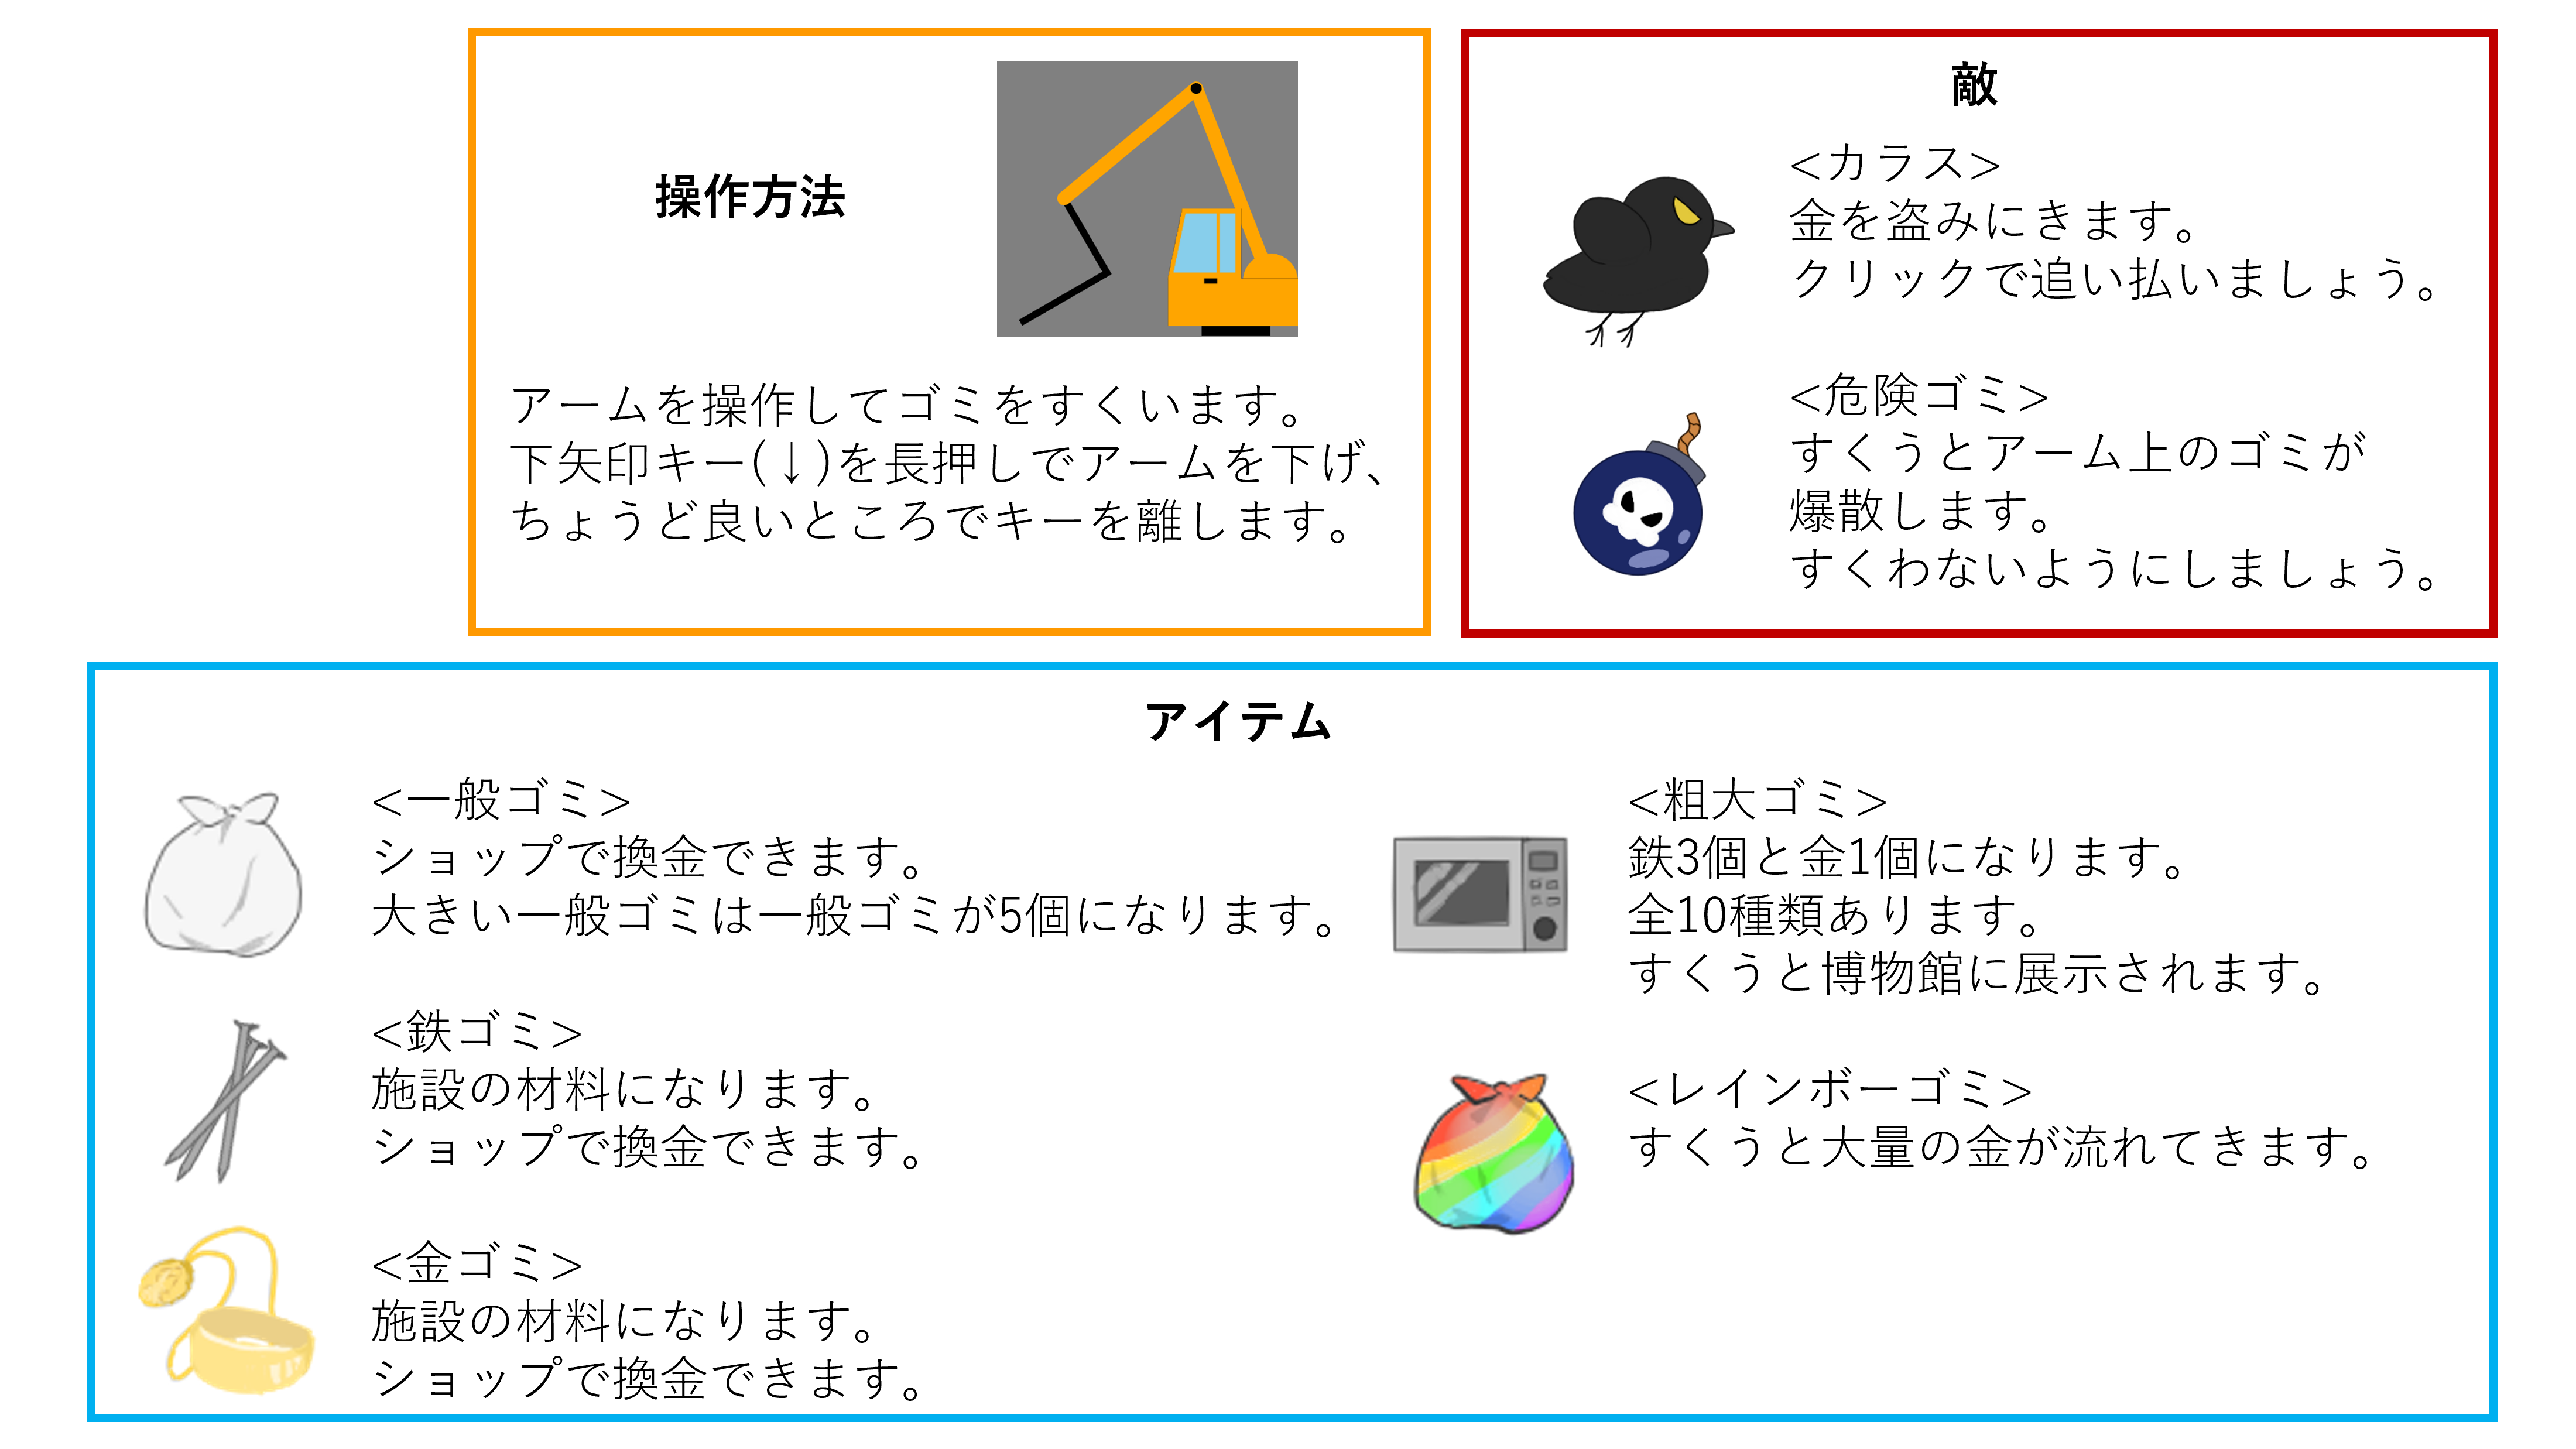 操作方法
アームを操作してゴミをすくいます。
下矢印キー(↓)を長押しでアームを下げ、
ちょうど良いところでキーを離します。
敵
<カラス>
金を盗みにきます。
クリックで追い払いましょう。
<危険ゴミ>
すくうとアーム上のゴミが
爆散します。
すくわないようにしましょう。
アイテム
<一般ゴミ>
ショップで換金できます。
大きい一般ゴミは一般ゴミが5個になります。
<鉄ゴミ>
施設の材料になります。
ショップで換金できます。
<金ゴミ>
施設の材料になります。
ショップで換金できます。
<粗大ゴミ>
鉄3個と金1個になります。
全10種類あります。
すくうと博物館に展示されます。
<レインボーゴミ>
すくうと大量の金が流れてきます。